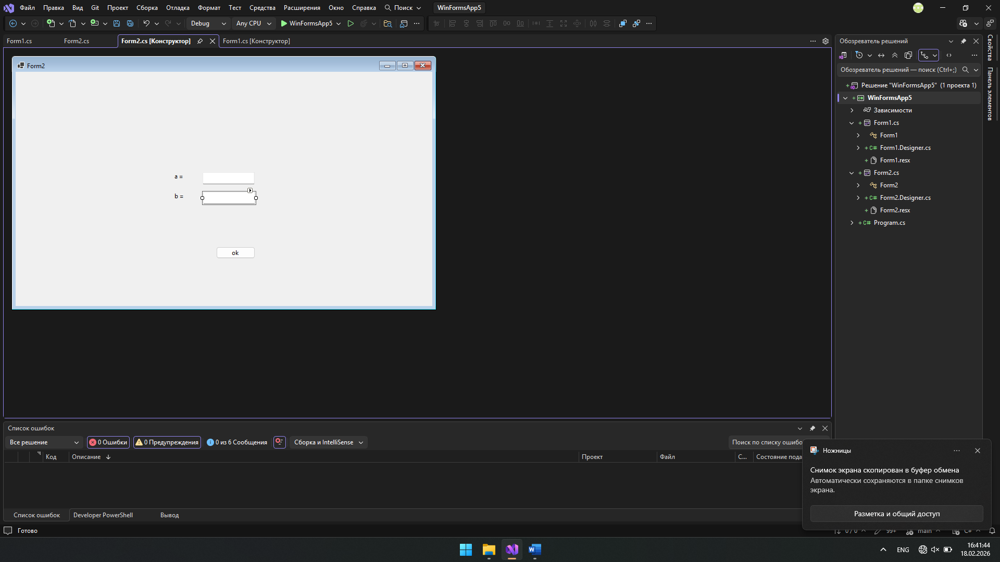 Файл Правка Вид Git Проект Сборка Отладка Формат Тест Средства Расширения Окно Справка Поиск WinFormsApp5
Debug Any CPU WinFormsApp5
Form1.cs Form2.cs Form2.cs [Конструктор] Form1.cs [Конструктор]
Form2
a =
b =
ok
Обозреватель решений
Обозреватель решений — поиск (Ctrl+;)
Решение "WinFormsApp5" (1 проекта 1)
WinFormsApp5
Зависимости
Form1.cs
Form1
C# Form1.Designer.cs
Form1.resx
Form2.cs
Form2
C# Form2.Designer.cs
Form2.resx
C# Program.cs
Свойства
Панель элементов
Список ошибок
Все решение 0 Ошибки 0 Предупреждения 0 из 6 Сообщения Сборка и IntelliSense Поиск по списку ошибо
Код Описание Проект Файл С... Состояние пода
Список ошибок Developer PowerShell Вывод
Готово
Ножницы
Снимок экрана скопирован в буфер обмена
Автоматически сохраняются в папке снимков
экрана.
Разметка и общий доступ
0 / 0 99+ main C#
ENG
16:41:44
18.02.2026